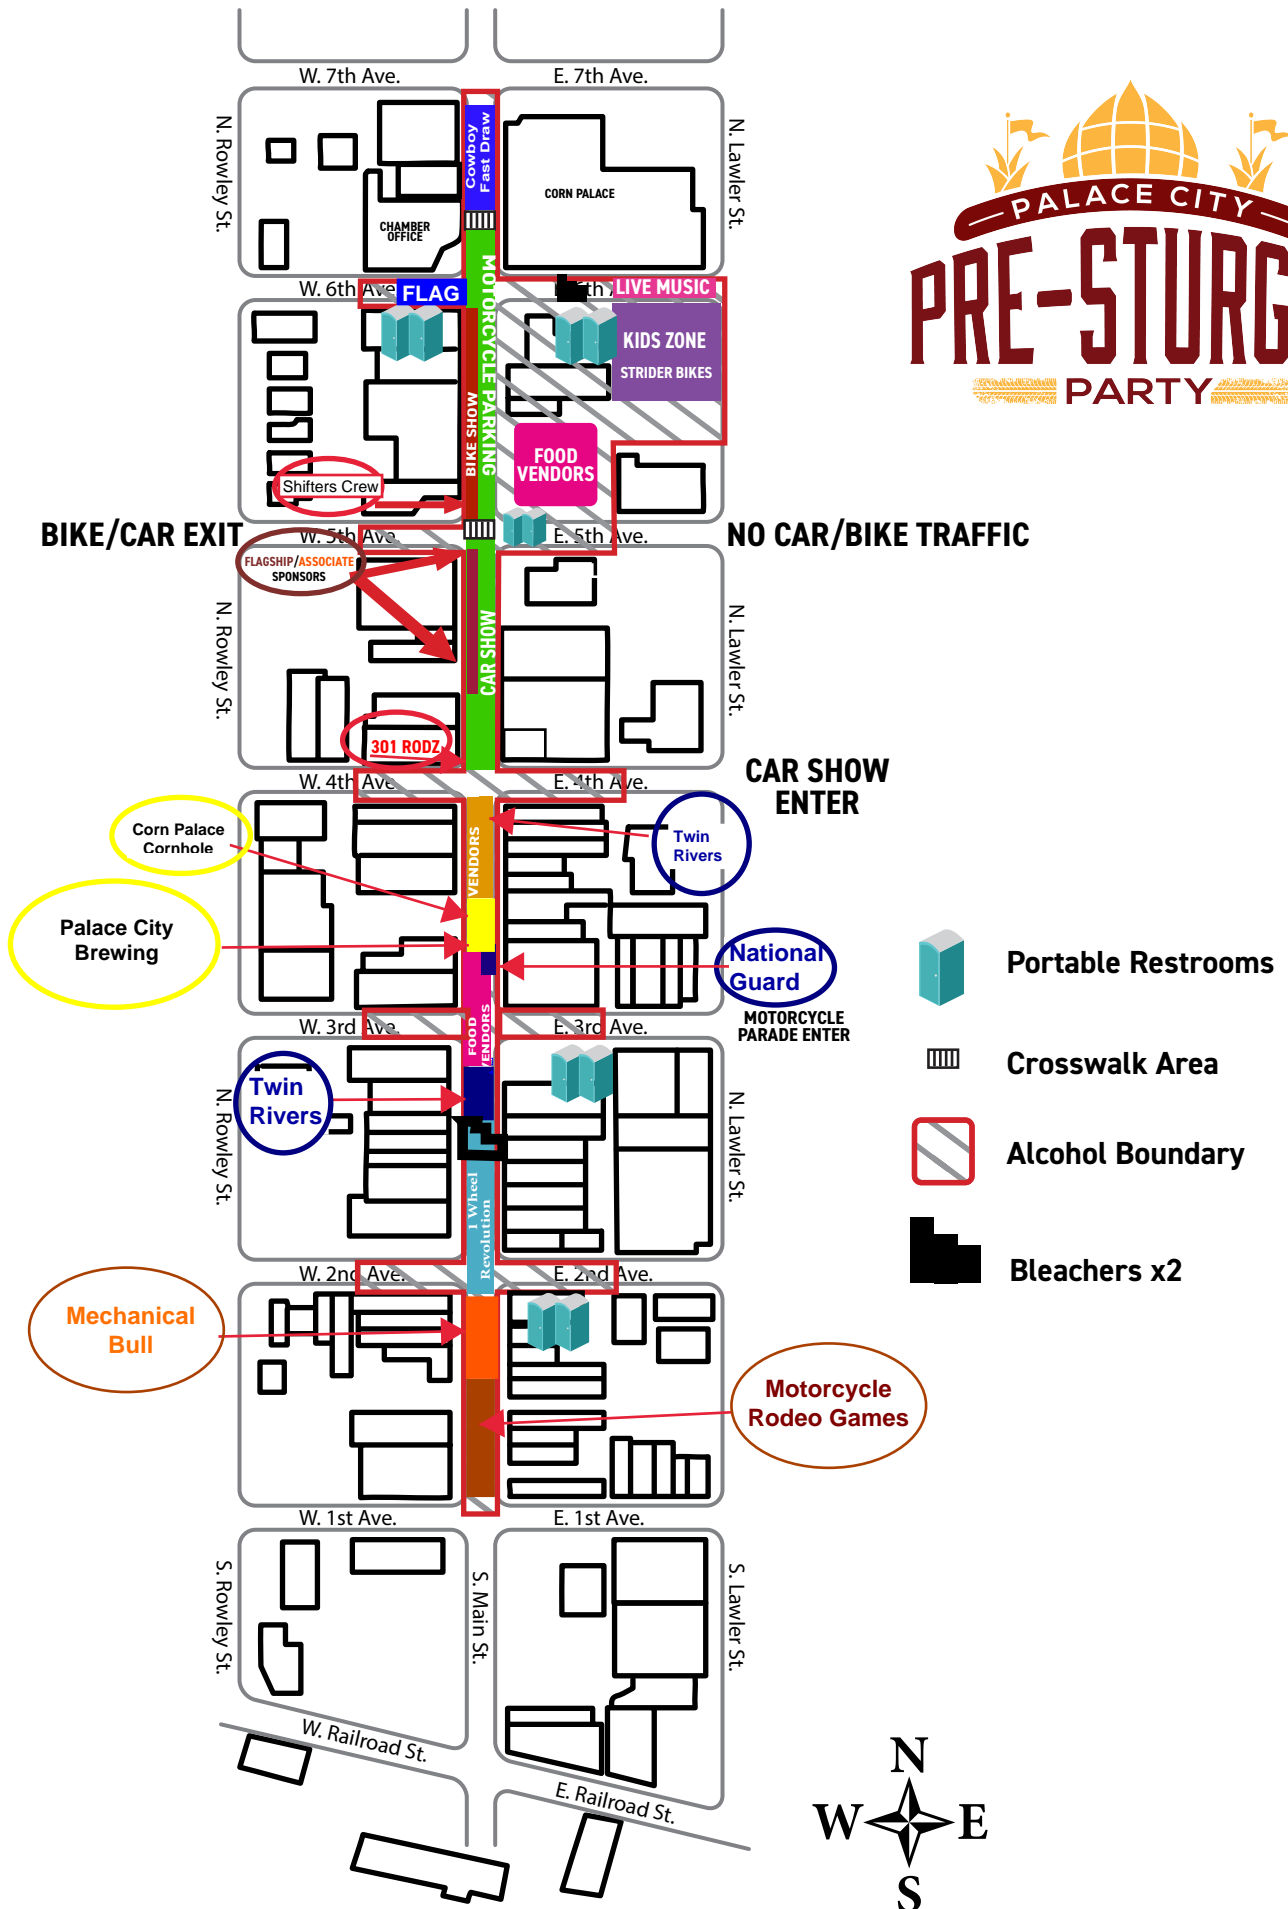 W. 7th Ave.
E. 7th Ave.
N. Rowley St.
Cowboy
Fast Draw
CORN PALACE
N. Lawler St.
CHAMBER
OFFICE
PALACE CITY
PRE-STURG
PARTY
W. 6th Ave
FLAG
6th A
LIVE MUSIC
MOTORCYCLE PARKING
KIDS ZONE
STRIDER BIKES
BIKE SHOW
FOOD
VENDORS
Shifters Crew
BIKE/CAR EXIT
W. 5th Ave.
E. 5th Ave.
NO CAR/BIKE TRAFFIC
FLAGSHIP/ASSOCIATE
SPONSORS
N. Rowley St.
CAR SHOW
N. Lawler St.
301 RODZ
W. 4th Ave.
E. 4th Ave.
CAR SHOW
ENTER
Corn Palace
Cornhole
VENDORS
Twin
Rivers
Palace City
Brewing
National
Guard
Portable Restrooms
MOTORCYCLE
PARADE ENTER
W. 3rd Ave.
FOOD
VENDORS
E. 3rd Ave.
Crosswalk Area
Twin
Rivers
N. Rowley St.
N. Lawler St.
Alcohol Boundary
1 Wheel
Revolution
Bleachers x2
W. 2nd Ave.
E. 2nd Ave.
Mechanical
Bull
Motorcycle
Rodeo Games
W. 1st Ave.
E. 1st Ave.
S. Rowley St.
S. Main St.
S. Lawler St.
W. Railroad St.
E. Railroad St.
N
W
E
S